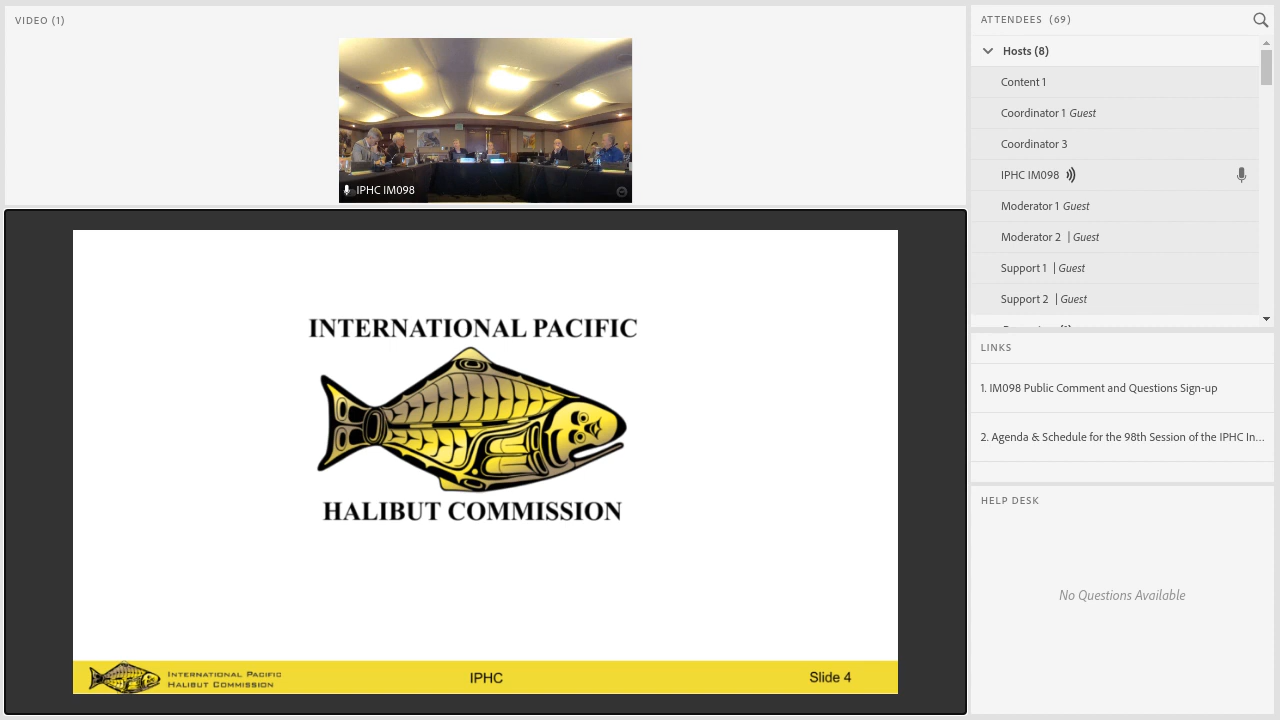 VIDEO (1)
IPHC IM098
INTERNATIONAL PACIFIC
HALIBUT COMMISSION
INTERNATIONAL PACIFIC
HALIBUT COMMISSION
IPHC
Slide 4
ATTENDEES (69)
Hosts (8)
Content 1
Coordinator 1 Guest
Coordinator 3
IPHC IM098
Moderator 1 Guest
Moderator 2 | Guest
Support 1 | Guest
Support 2 | Guest
LINKS
1. IM098 Public Comment and Questions Sign-up
2. Agenda & Schedule for the 98th Session of the IPHC In...
HELP DESK
No Questions Available